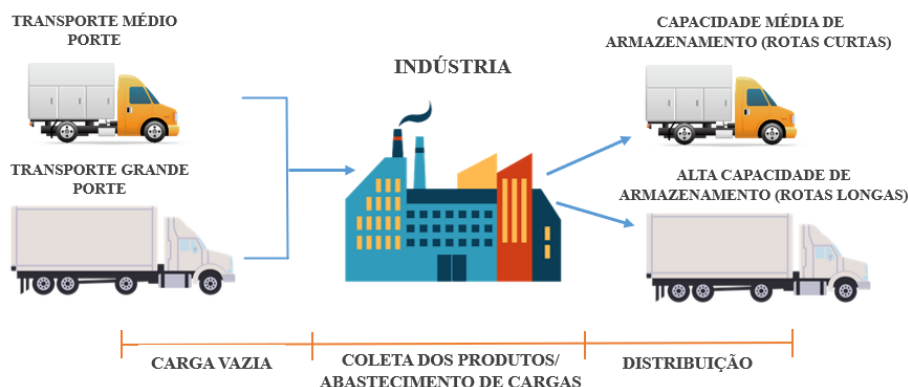 TRANSPORTE MÉDIO
PORTE
TRANSPORTE GRANDE
PORTE
INDÚSTRIA
CAPACIDADE MÉDIA DE
ARMAZENAMENTO (ROTAS CURTAS)
ALTA CAPACIDADE DE
ARMAZENAMENTO (ROTAS LONGAS)
CARGA VAZIA
COLETA DOS PRODUTOS/
ABASTECIMENTO DE CARGAS
DISTRIBUIÇÃO